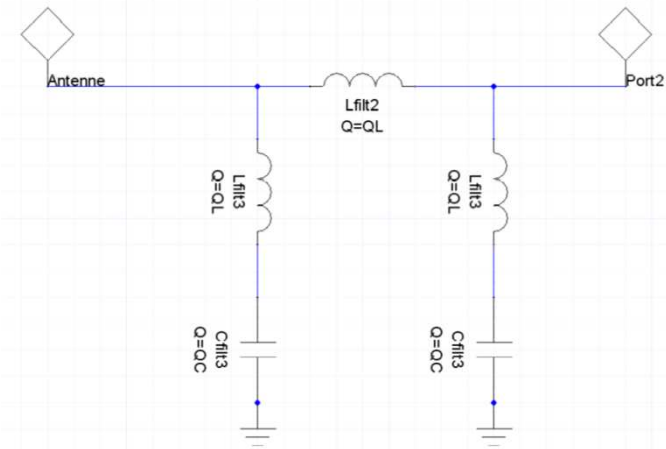 Antenne
Port2
Lfilt2
Q=QL
Lfilt3
Q=QL
Lfilt3
Q=QL
Cfilt3
Q=QC
Cfilt3
Q=QC